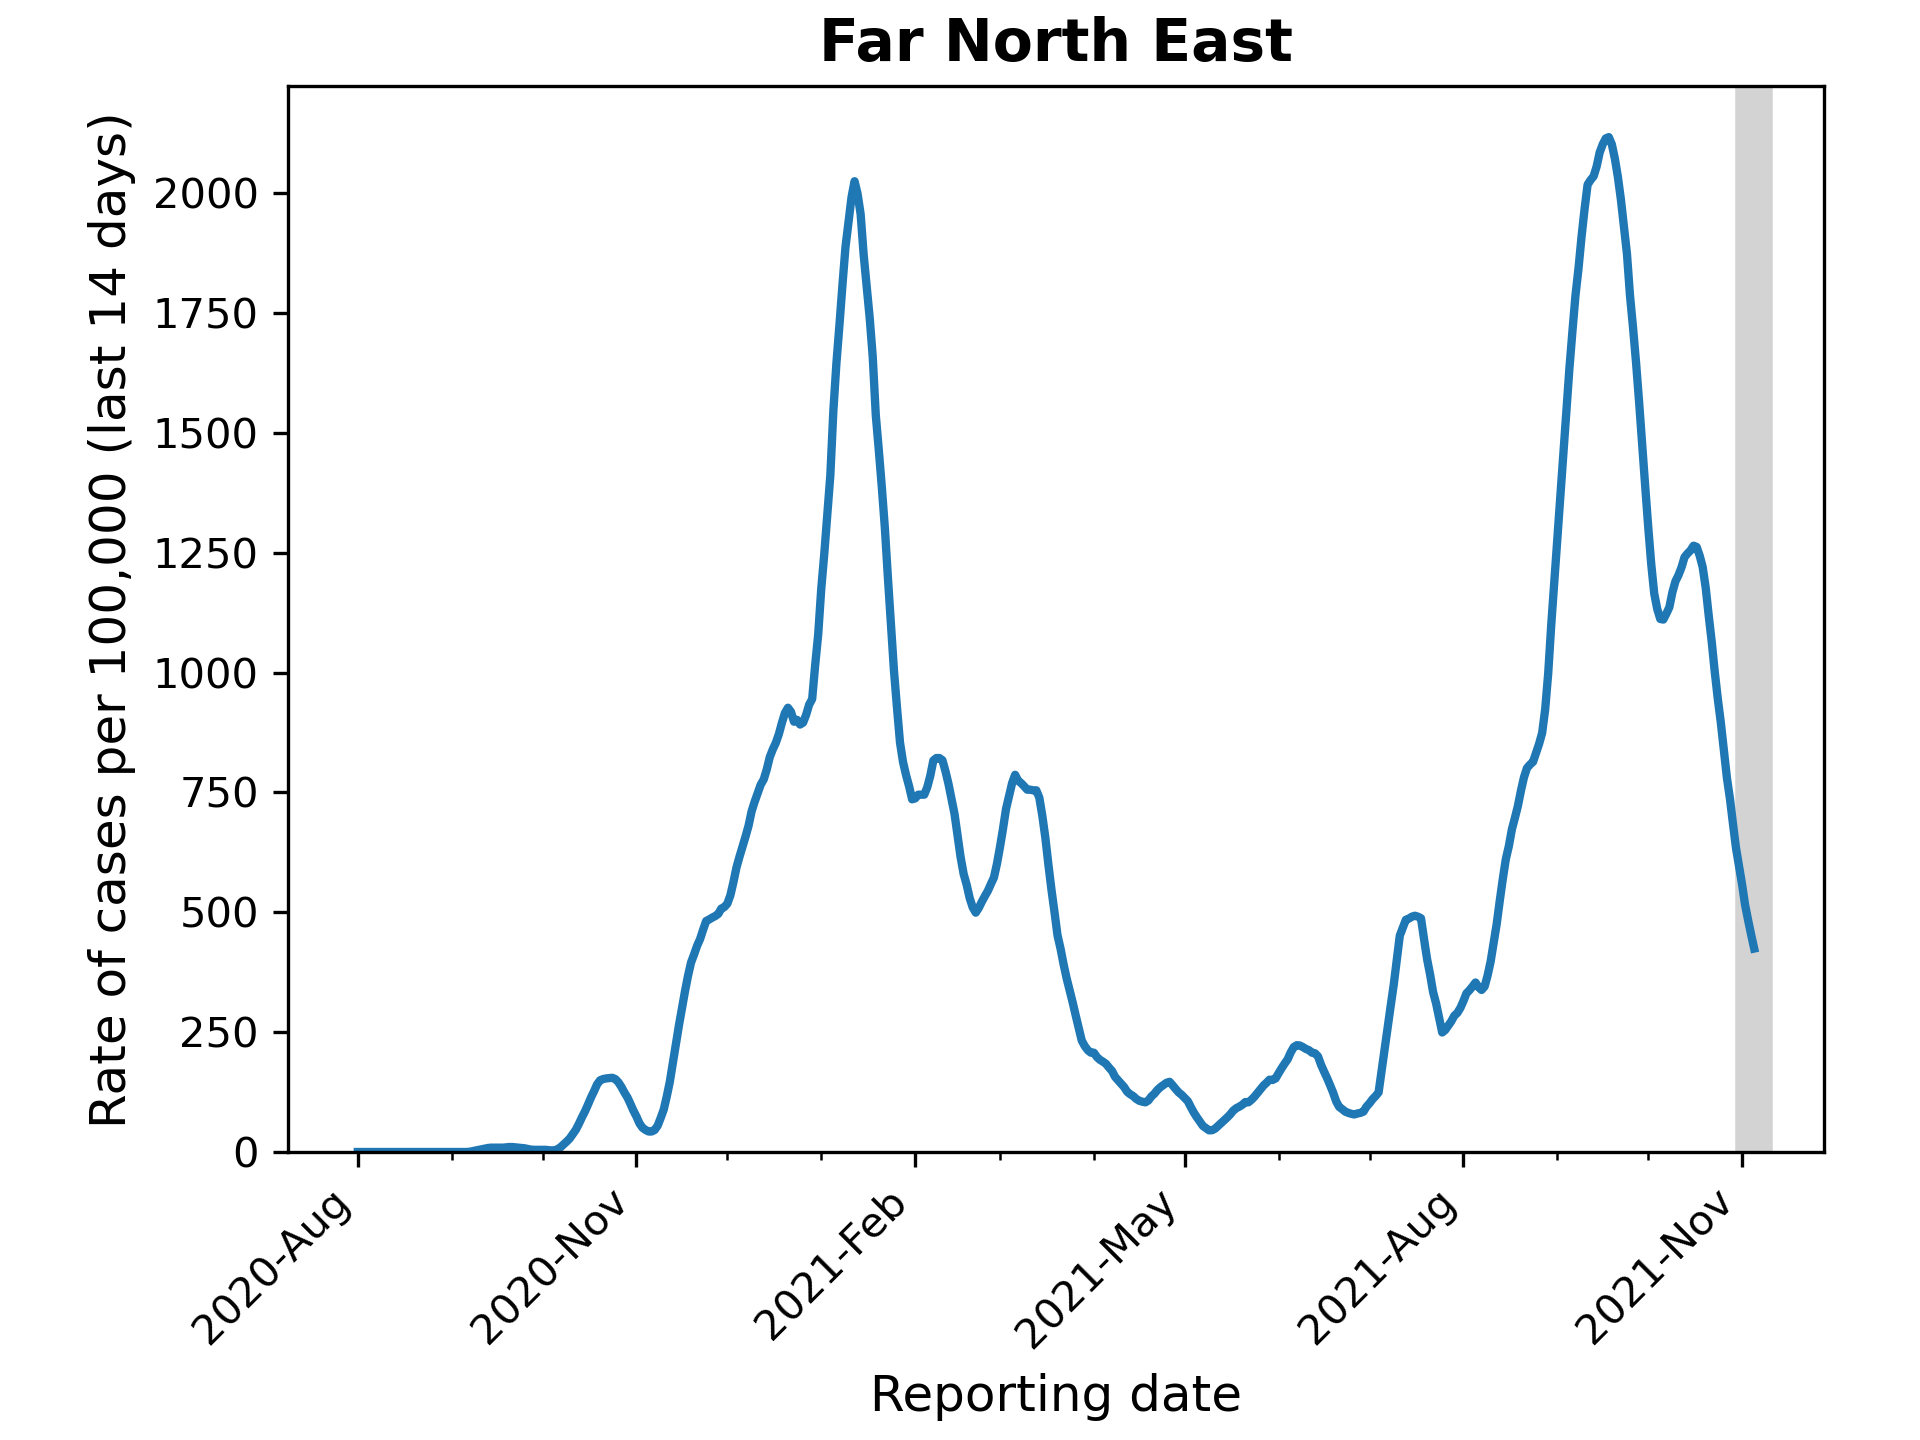 Far North East
Rate of cases per 100,000 (last 14 days)
2000
1750
1500
1250
1000
750
500
250
0
2020-Aug
2020-Nov
2021-Feb
2021-May
2021-Aug
2021-Nov
Reporting date